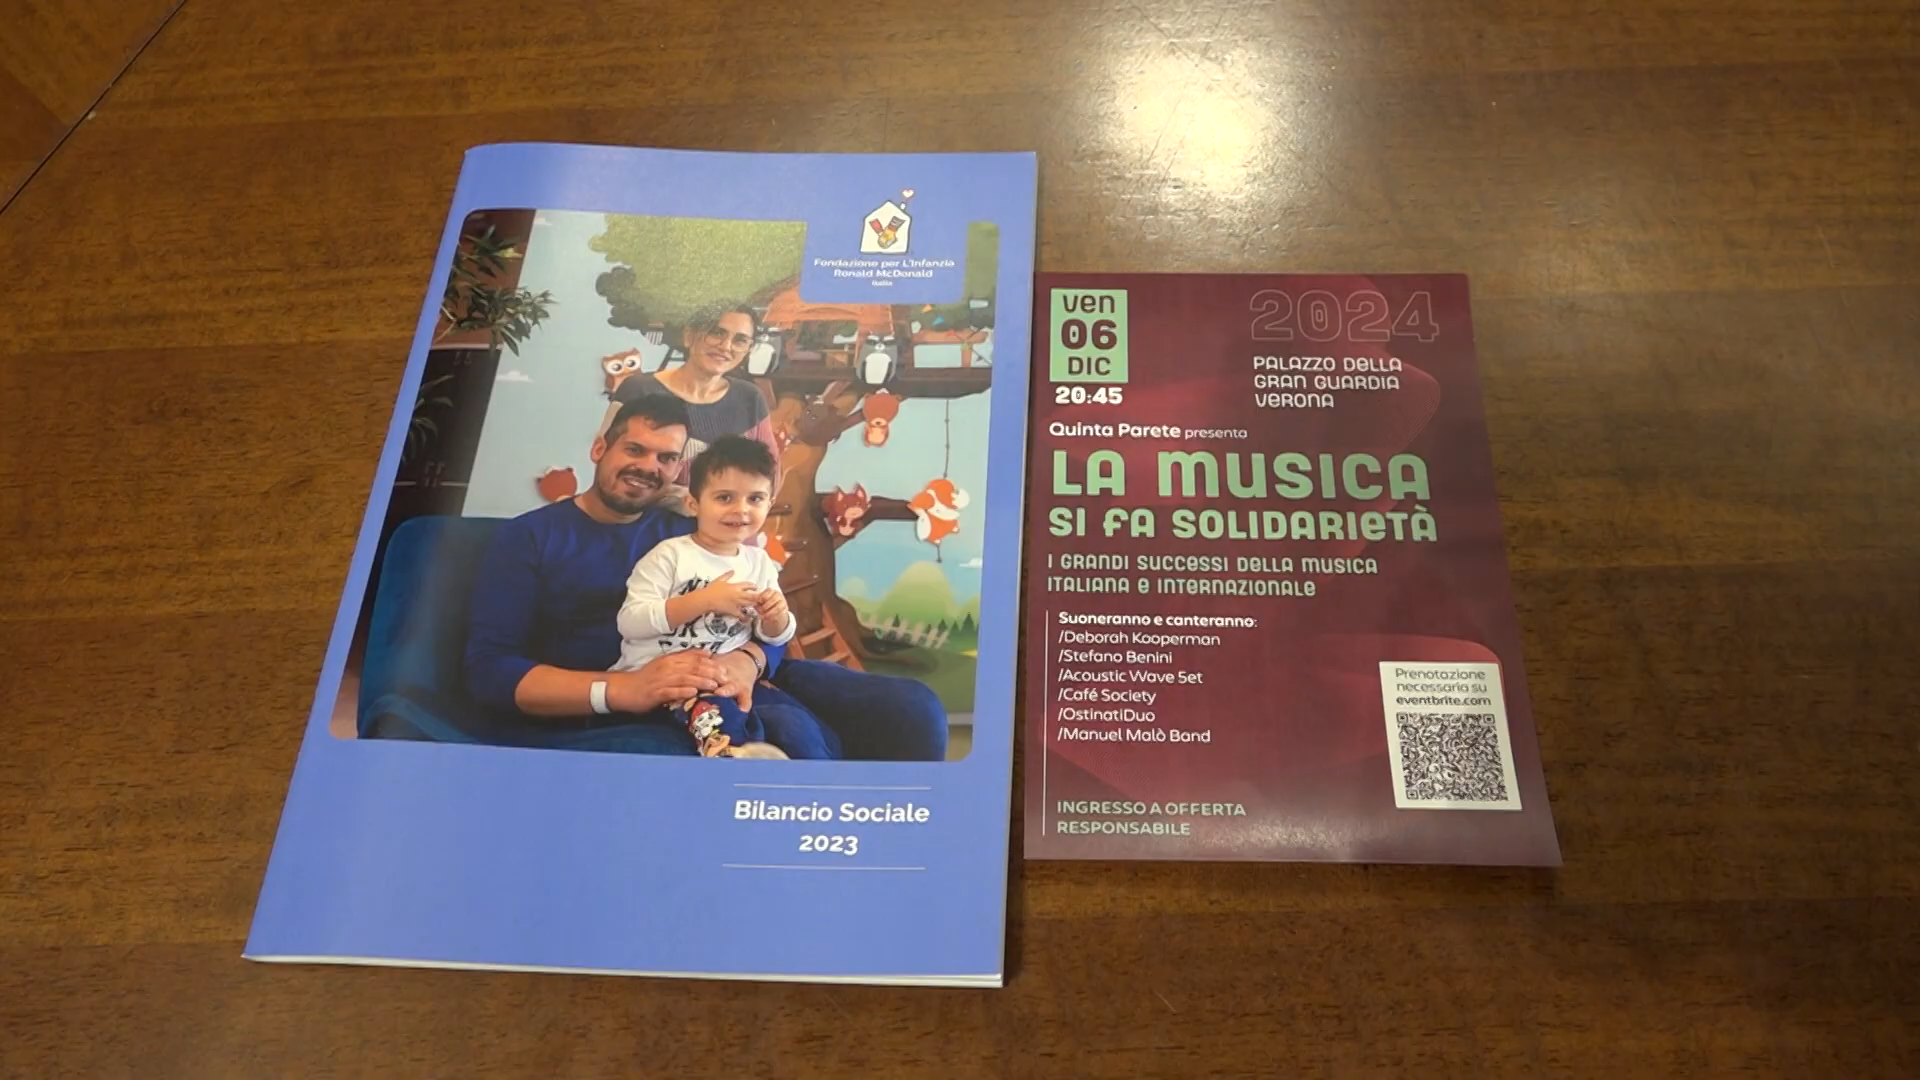 Fondazione per L'Infanzia
Ronald McDonald
Italia
Bilancio Sociale
2023
ven
06
DIC
20:45
2024
PALAZZO DELLA
GRAN GUARDIA
VERONA
Quinta Parete presenta
LA MUSICA
SI FA SOLIDARIETÀ
I GRANDI SUCCESSI DELLA MUSICA
ITALIANA E INTERNAZIONALE
Suoneranno e canteranno:
/Deborah Kooperman
/Stefano Benini
/Acoustic Wave 5et
/Café Society
/OstinatiDuo
/Manuel Malò Band
Prenotazione
necessaria su
eventbrite.com
INGRESSO A OFFERTA
RESPONSABILE